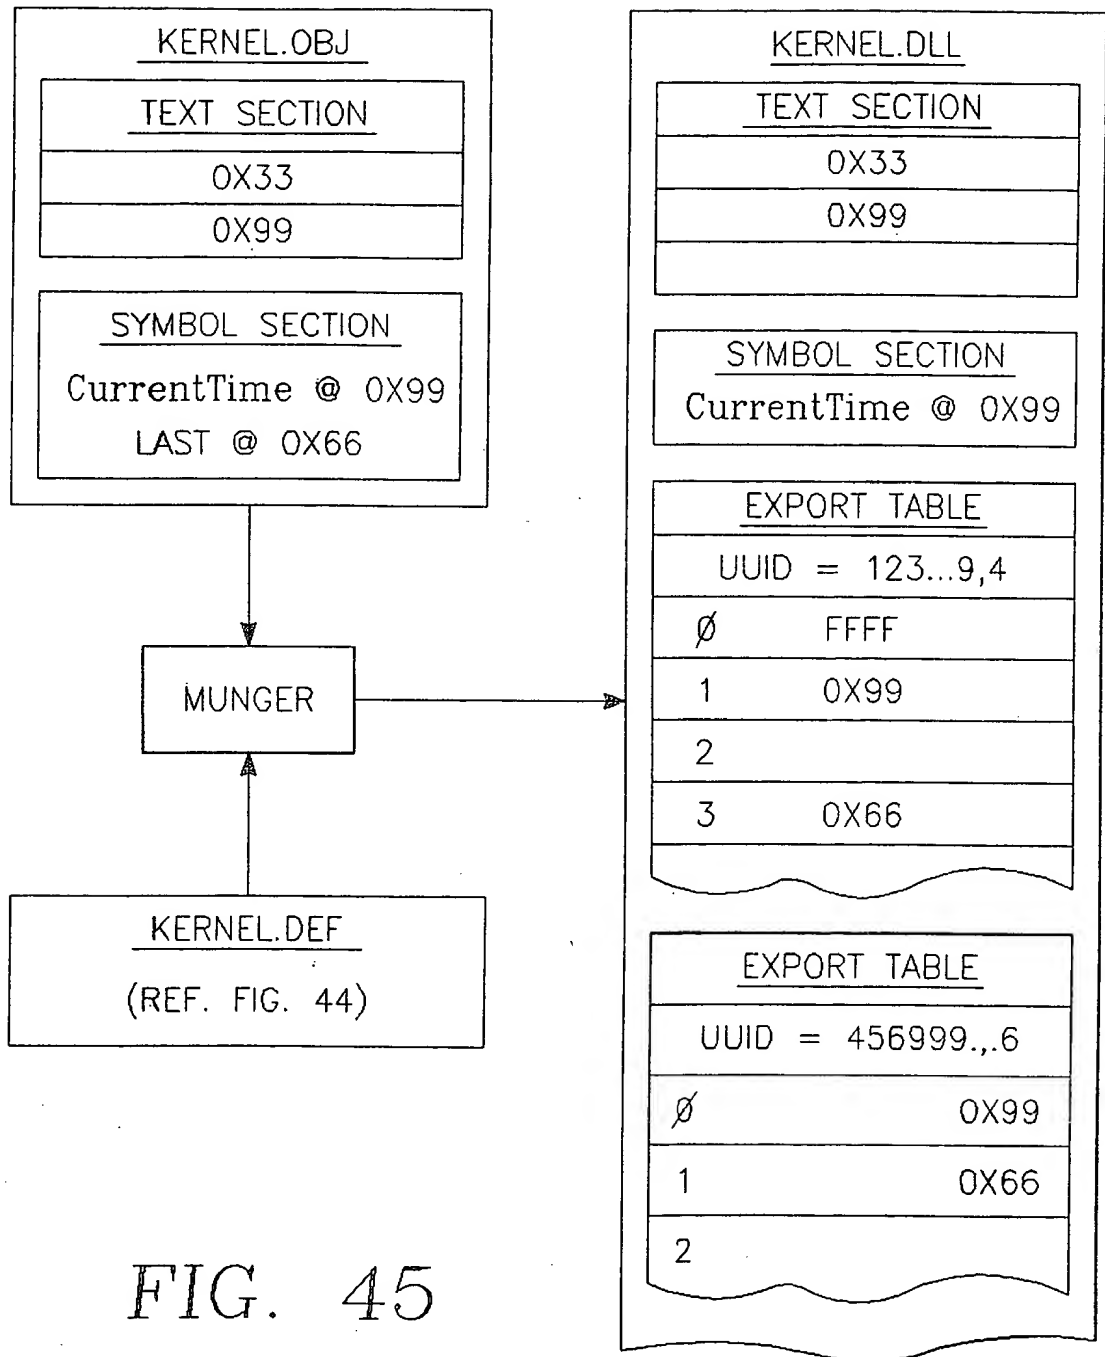 KERNEL.OBJ
TEXT SECTION
0X33
0X99
SYMBOL SECTION
CurrentTime @ 0X99
LAST @ 0X66
MUNGER
KERNEL.DEF
(REF. FIG. 44)
KERNEL.DLL
TEXT SECTION
0X33
0X99
SYMBOL SECTION
CurrentTime @ 0X99
EXPORT TABLE
UUID = 123...9,4
Ø FFFF
1 0X99
2
3 0X66
EXPORT TABLE
UUID = 456999.,.6
Ø 0X99
1 0X66
2
FIG. 45